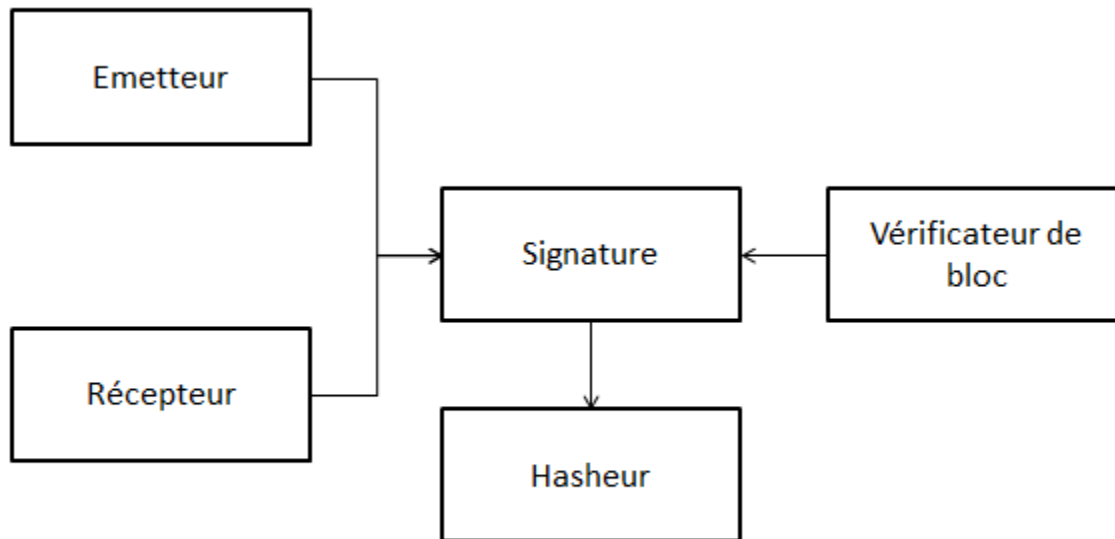 Emetteur
Signature
Vérificateur de
bloc
Récepteur
Hasheur